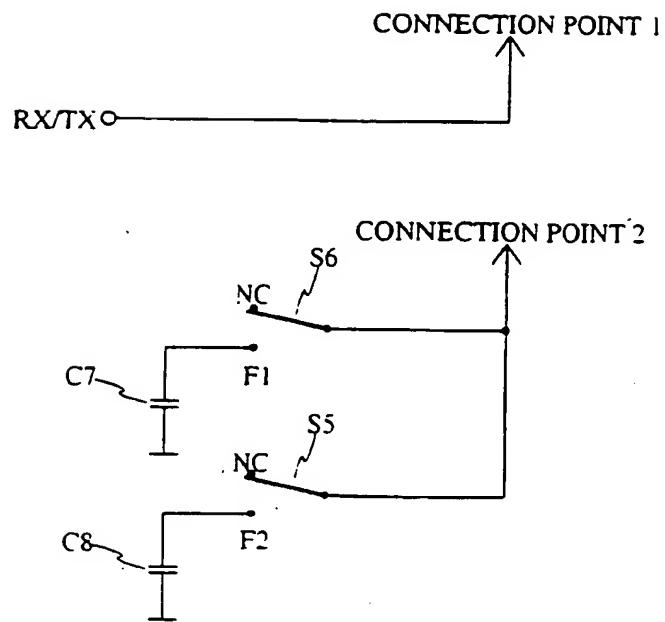 CONNECTION POINT 1
RX/TX
CONNECTION POINT 2
S6
NC
F1
C7
S5
NC
F2
C8